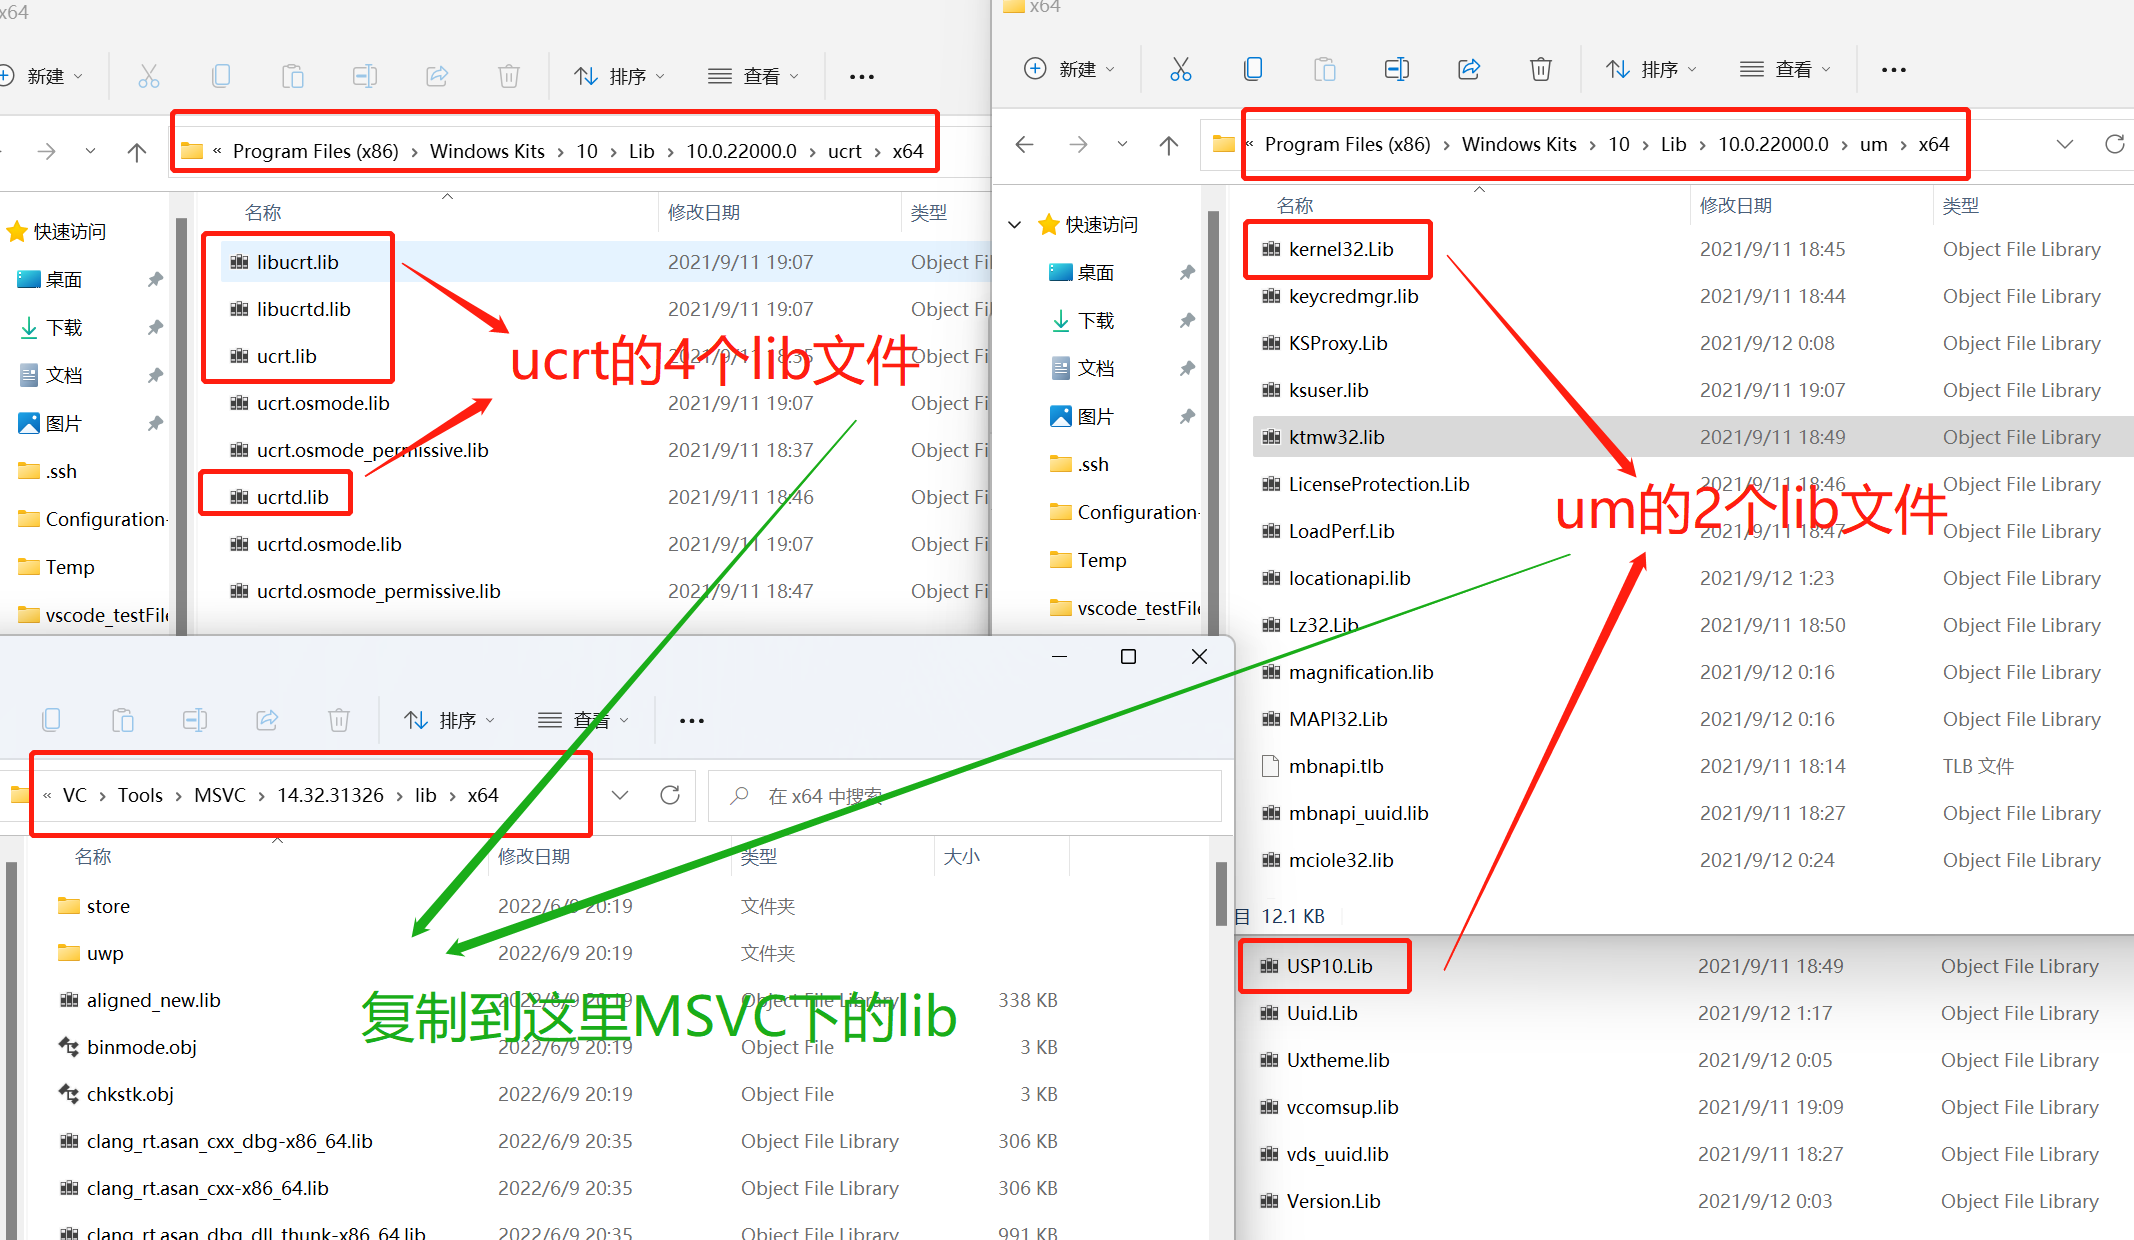 x64
新建
排序
查看
« Program Files (x86) › Windows Kits › 10 › Lib › 10.0.22000.0 › ucrt › x64
名称 修改日期 类型
快速访问
桌面
下载
文档
图片
.ssh
Configuration-
Temp
vscode_testFile
libucrt.lib 2021/9/11 19:07 Object Fi
libucrtd.lib 2021/9/11 19:07 Object Fi
ucrt.lib 2021/9/11 18:35 Object Fi
ucrt.osmode.lib 2021/9/11 19:07 Object Fi
ucrt.osmode_permissive.lib 2021/9/11 18:37 Object Fi
ucrtd.lib 2021/9/11 18:46 Object Fi
ucrtd.osmode.lib 2021/9/11 19:07 Object Fi
ucrtd.osmode_permissive.lib 2021/9/11 18:47 Object Fi
ucrt的4个lib文件
x64
新建
排序
查看
« Program Files (x86) › Windows Kits › 10 › Lib › 10.0.22000.0 › um › x64
名称 修改日期 类型
快速访问
桌面
下载
文档
图片
.ssh
Configuration-
Temp
vscode_testFile
kernel32.Lib 2021/9/11 18:45 Object File Library
keycredmgr.lib 2021/9/11 18:44 Object File Library
KSProxy.Lib 2021/9/12 0:08 Object File Library
ksuser.lib 2021/9/11 19:07 Object File Library
ktmw32.lib 2021/9/11 18:49 Object File Library
LicenseProtection.Lib 2021/9/11 18:46 Object File Library
LoadPerf.Lib 2021/9/11 18:47 Object File Library
locationapi.lib 2021/9/12 1:23 Object File Library
Lz32.Lib 2021/9/11 18:50 Object File Library
magnification.lib 2021/9/12 0:16 Object File Library
MAPI32.Lib 2021/9/12 0:16 Object File Library
mbnapi.tlb 2021/9/11 18:14 TLB 文件
mbnapi_uuid.lib 2021/9/11 18:27 Object File Library
mciole32.lib 2021/9/12 0:24 Object File Library
目 12.1 KB
um的2个lib文件
USP10.Lib 2021/9/11 18:49 Object File Library
Uuid.Lib 2021/9/12 1:17 Object File Library
Uxtheme.lib 2021/9/12 0:05 Object File Library
vccomsup.lib 2021/9/11 19:09 Object File Library
vds_uuid.lib 2021/9/11 18:27 Object File Library
Version.Lib 2021/9/12 0:03 Object File Library
排序
查看
« VC › Tools › MSVC › 14.32.31326 › lib › x64
在 x64 中搜索
名称 修改日期 类型 大小
store 2022/6/9 20:19 文件夹
uwp 2022/6/9 20:19 文件夹
aligned_new.lib 2022/6/9 20:19 Object File Library 338 KB
binmode.obj 2022/6/9 20:19 Object File 3 KB
chkstk.obj 2022/6/9 20:19 Object File 3 KB
clang_rt.asan_cxx_dbg-x86_64.lib 2022/6/9 20:35 Object File Library 306 KB
clang_rt.asan_cxx-x86_64.lib 2022/6/9 20:35 Object File Library 306 KB
clang_rt.asan_dbg_dll_thunk-x86_64.lib 2022/6/9 20:35 Object File Library 991 KB
复制到这里MSVC下的lib